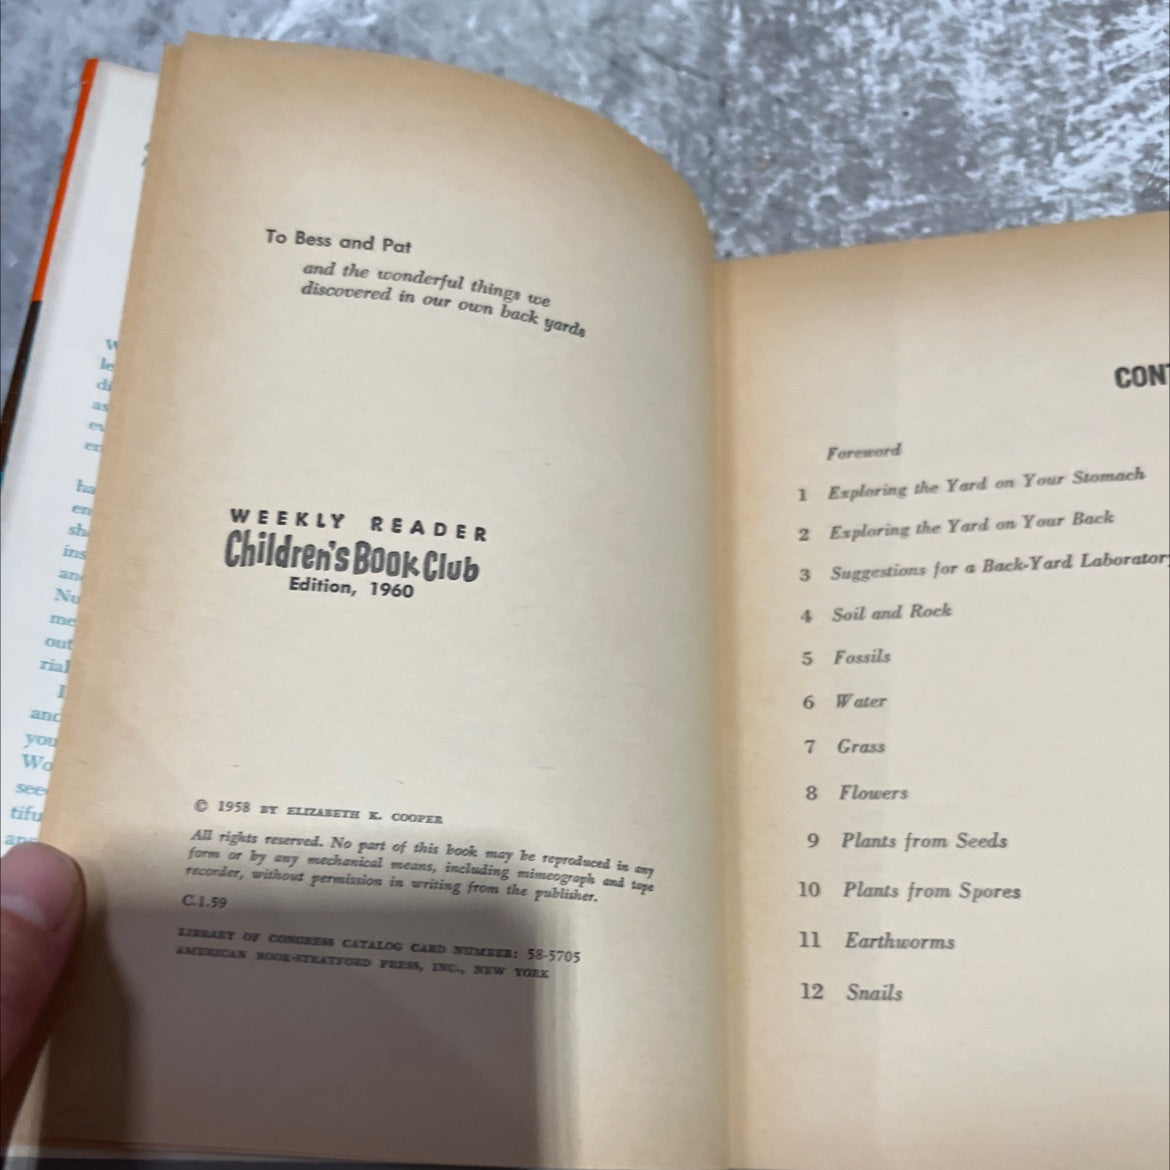 To Bess and Pat
and the wonderful things we
discovered in our own back yards
WEEKLY READER
Children's Book Club
Edition, 1960
© 1958 BY ELIZABETH K. COOPER
All rights reserved. No part of this book may be reproduced in any
form or by any mechanical means, including mimeograph and tape
recorder, without permission in writing from the publisher.
C.1.59
LIBRARY OF CONGRESS CATALOG CARD NUMBER: 58-5705
AMERICAN BOOK-STRATFORD PRESS, INC., NEW YORK
CONT
Foreword
1 Exploring the Yard on Your Stomach
2 Exploring the Yard on Your Back
3 Suggestions for a Back-Yard Laboratory
4 Soil and Rock
5 Fossils
6 Water
7 Grass
8 Flowers
9 Plants from Seeds
10 Plants from Spores
11 Earthworms
12 Snails